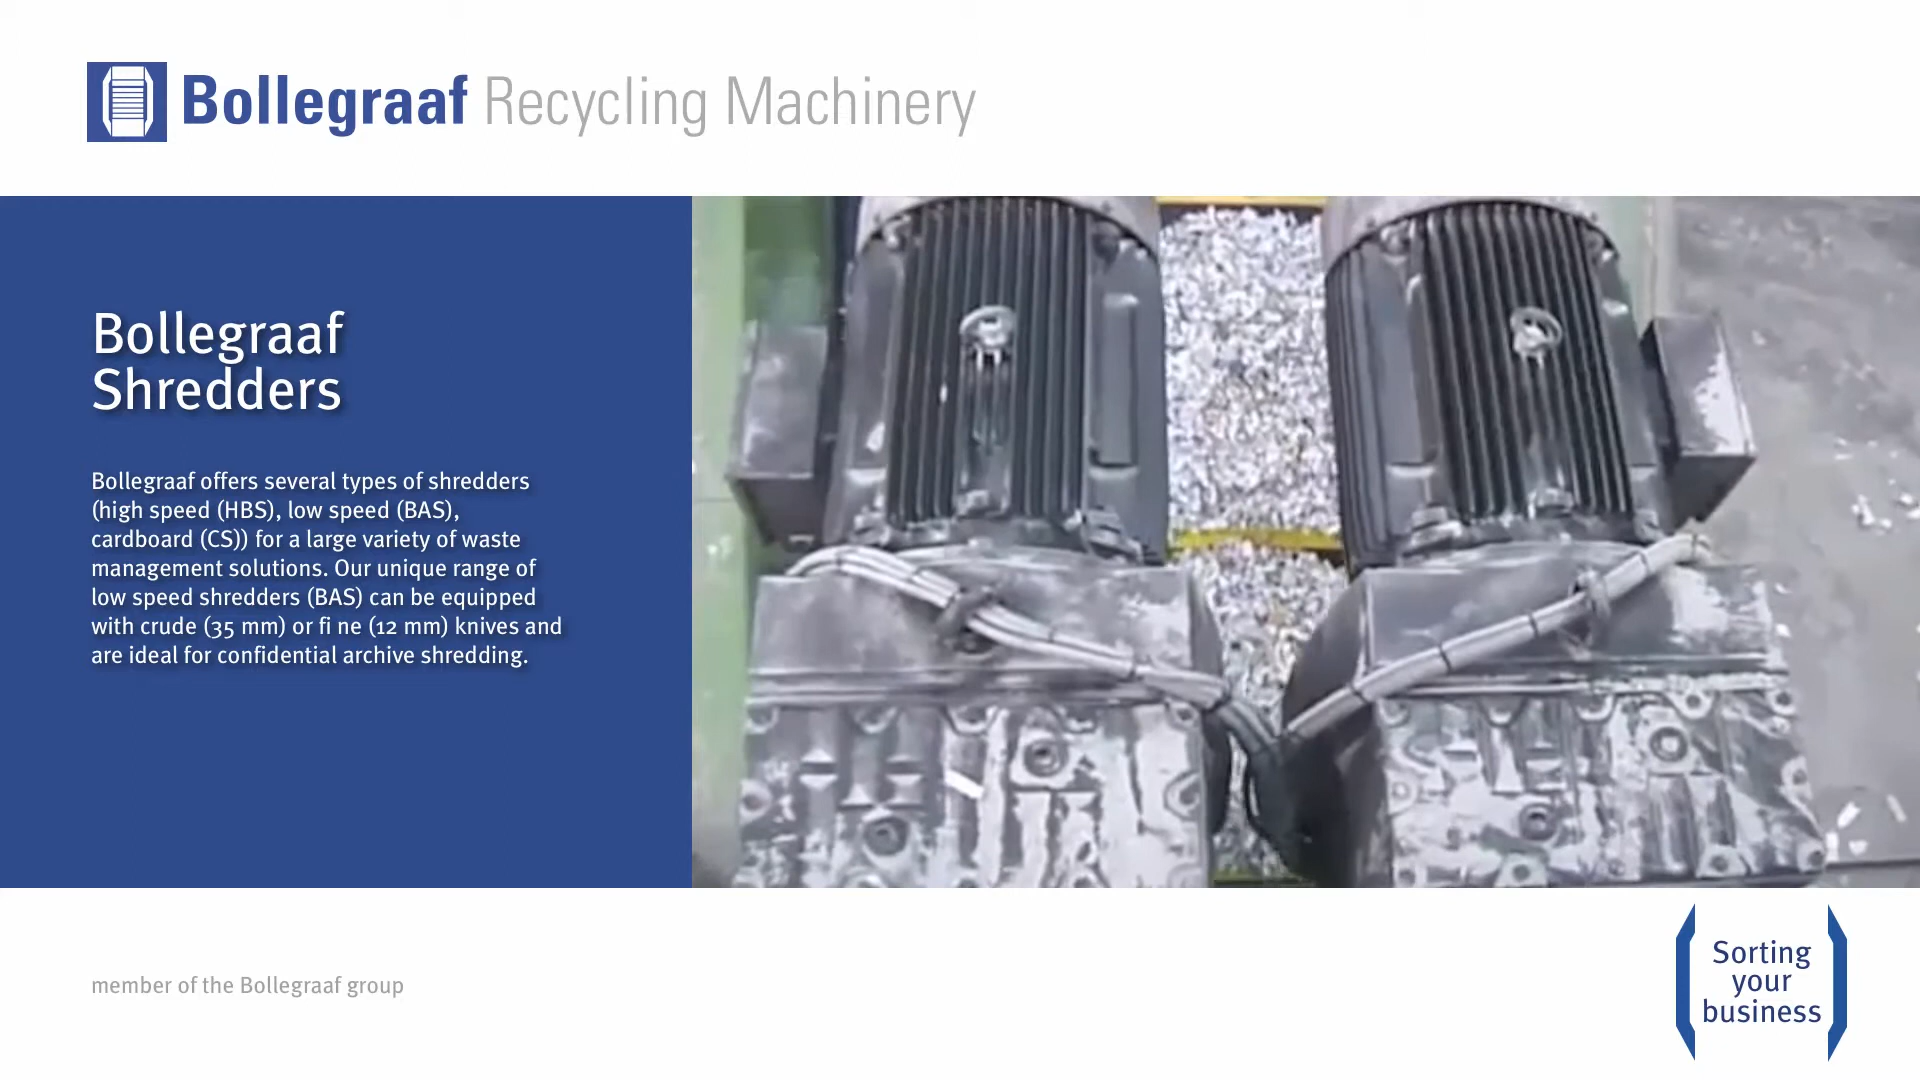 Bollegraaf Recycling Machinery
Bollegraaf
Shredders
Bollegraaf offers several types of shredders
(high speed (HBS), low speed (BAS),
cardboard (CS)) for a large variety of waste
management solutions. Our unique range of
low speed shredders (BAS) can be equipped
with crude (35 mm) or fi ne (12 mm) knives and
are ideal for confidential archive shredding.
member of the Bollegraaf group
Sorting
your
business